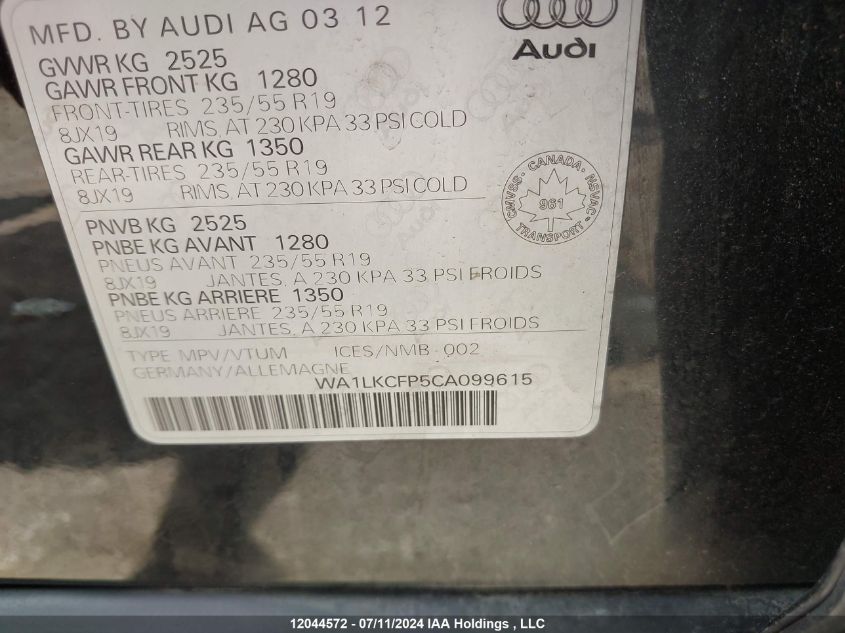 MFD. BY AUDI AG 03 12
Audi
GVWR KG 2525
GAWR FRONT KG 1280
FRONT-TIRES 235/55 R19
8JX19 RIMS, AT 230 KPA 33 PSI COLD
GAWR REAR KG 1350
REAR-TIRES 235/55 R19
8JX19 RIMS, AT 230 KPA 33 PSI COLD
CMVSS · CANADA · NSVAC · TRANSPORT ·
961
PNVB KG 2525
PNBE KG AVANT 1280
PNEUS AVANT 235/55 R19
8JX19 JANTES, A 230 KPA 33 PSI FROIDS
PNBE KG ARRIERE 1350
PNEUS ARRIERE 235/55 R19
8JX19 JANTES, A 230 KPA 33 PSI FROIDS
TYPE MPV/VTUM ICES/NMB-002
GERMANY/ALLEMAGNE
WA1LKCFP5CA099615
12044572 - 07/11/2024 IAA Holdings , LLC